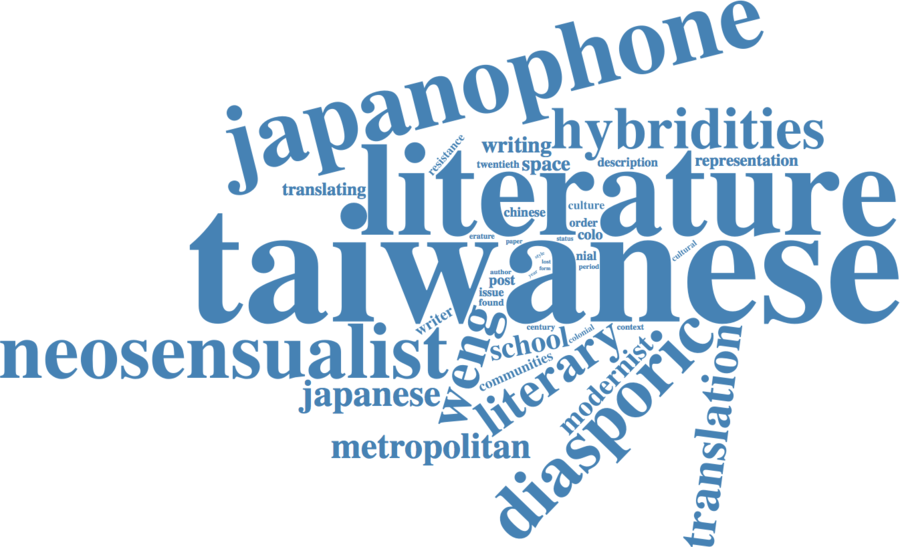 japanophone
hybridities
literature
resistance
writing
twentieth
space
description
representation
translating
chinese
culture
order
colo
taiwanese
erature
paper
status
cultural
style
lost
form
year
nial
period
author
post
issue
found
neosensualist
writer
weng
century
school
colonial
context
communities
literary
modernist
japanese
metropolitan
diasporic
translation